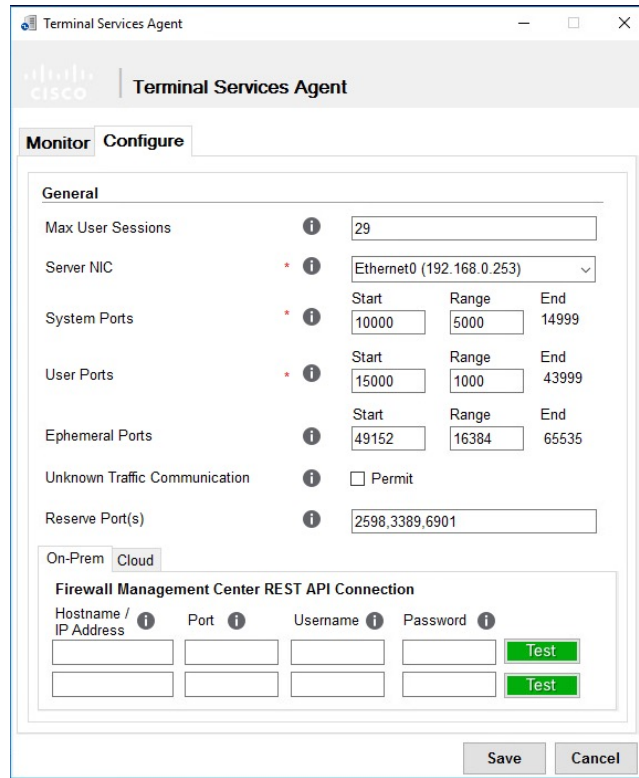 Terminal Services Agent
CISCO
Terminal Services Agent
Monitor Configure
General
Max User Sessions 29
Server NIC * Ethernet0 (192.168.0.253)
Start Range End
System Ports * 10000 5000 14999
Start Range End
User Ports * 15000 1000 43999
Start Range End
Ephemeral Ports 49152 16384 65535
Unknown Traffic Communication Permit
Reserve Port(s) 2598,3389,6901
On-Prem Cloud
Firewall Management Center REST API Connection
Hostname /
IP Address Port Username Password
Test
Test
Save Cancel